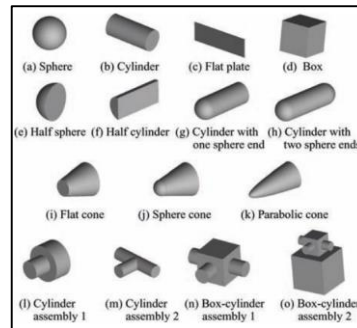 (a) Sphere (b) Cylinder (c) Flat plate (d) Box
(e) Half sphere (f) Half cylinder (g) Cylinder with one sphere end (h) Cylinder with two sphere ends
(i) Flat cone (j) Sphere cone (k) Parabolic cone
(l) Cylinder assembly 1 (m) Cylinder assembly 2 (n) Box-cylinder assembly 1 (o) Box-cylinder assembly 2